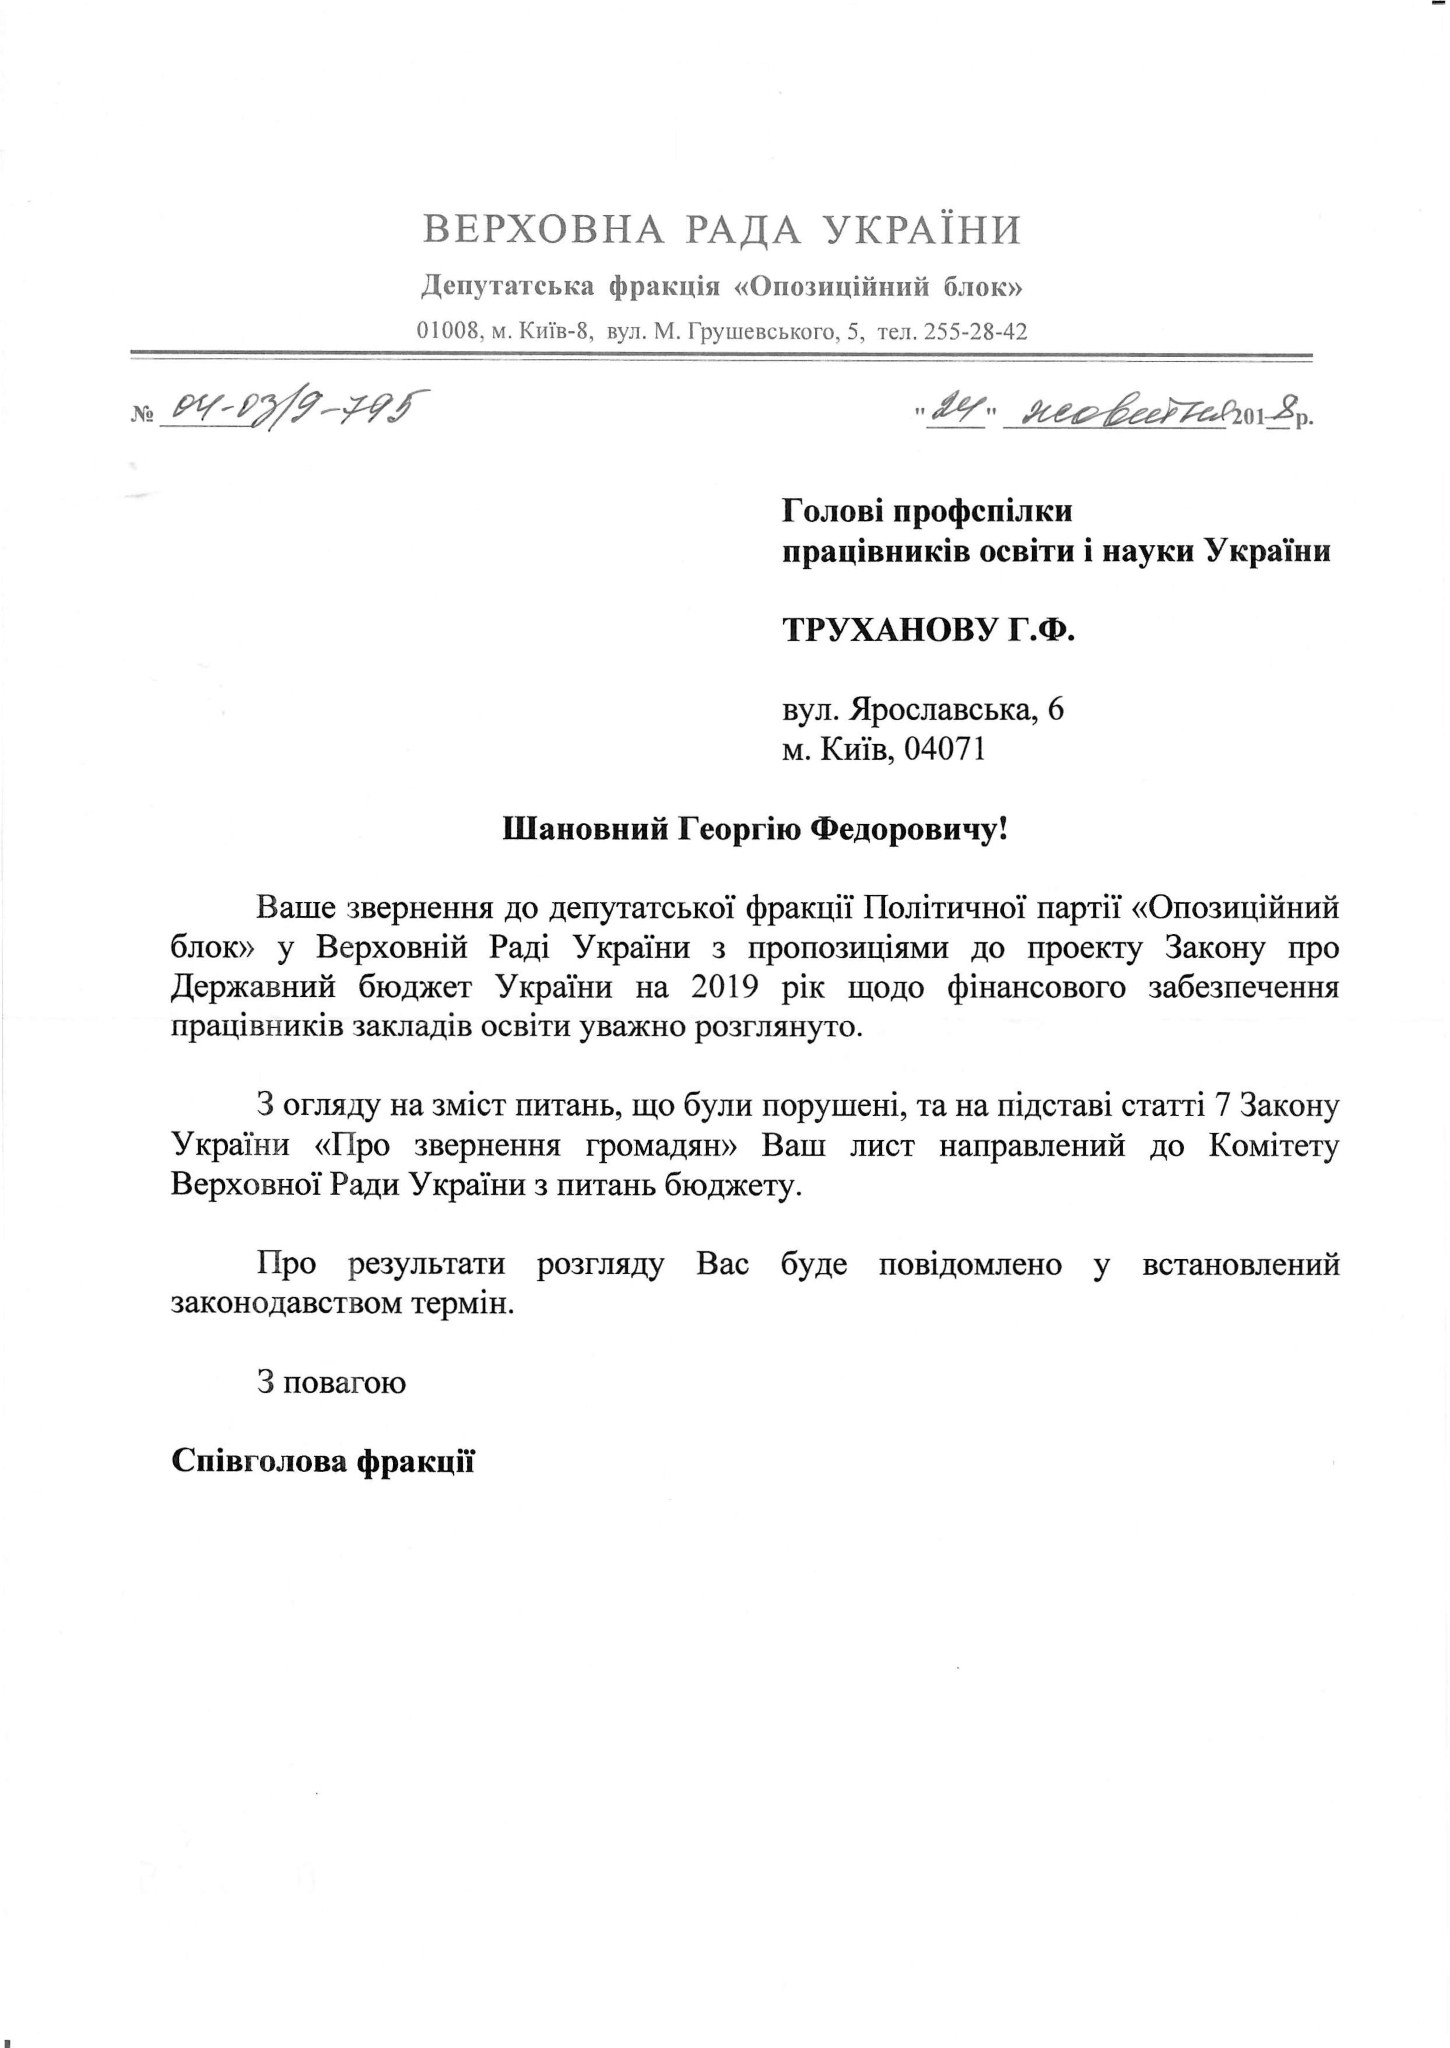 ВЕРХОВНА РАДА УКРАЇНИ
Депутатська фракція «Опозиційний блок»
01008, м. Київ-8, вул. М. Грушевського, 5, тел. 255-28-42
№ 04-03/9-795 "24" жовтня 2018 р.
Голові профспілки
працівників освіти і науки України
ТРУХАНОВУ Г.Ф.
вул. Ярославська, 6
м. Київ, 04071
Шановний Георгію Федоровичу!
Ваше звернення до депутатської фракції Політичної партії «Опозиційний
блок» у Верховній Раді України з пропозиціями до проекту Закону про
Державний бюджет України на 2019 рік щодо фінансового забезпечення
працівників закладів освіти уважно розглянуто.
З огляду на зміст питань, що були порушені, та на підставі статті 7 Закону
України «Про звернення громадян» Ваш лист направлений до Комітету
Верховної Ради України з питань бюджету.
Про результати розгляду Вас буде повідомлено у встановлений
законодавством термін.
З повагою
Співголова фракції